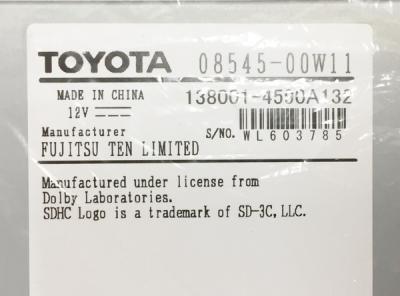 TOYOTA 08545-00W11
MADE IN CHINA 138001-4590A132
12V ⎓
Manufacturer S/NO. WL603785
FUJITSU TEN LIMITED
Manufactured under license from
Dolby Laboratories.
SDHC Logo is a trademark of SD-3C, LLC.